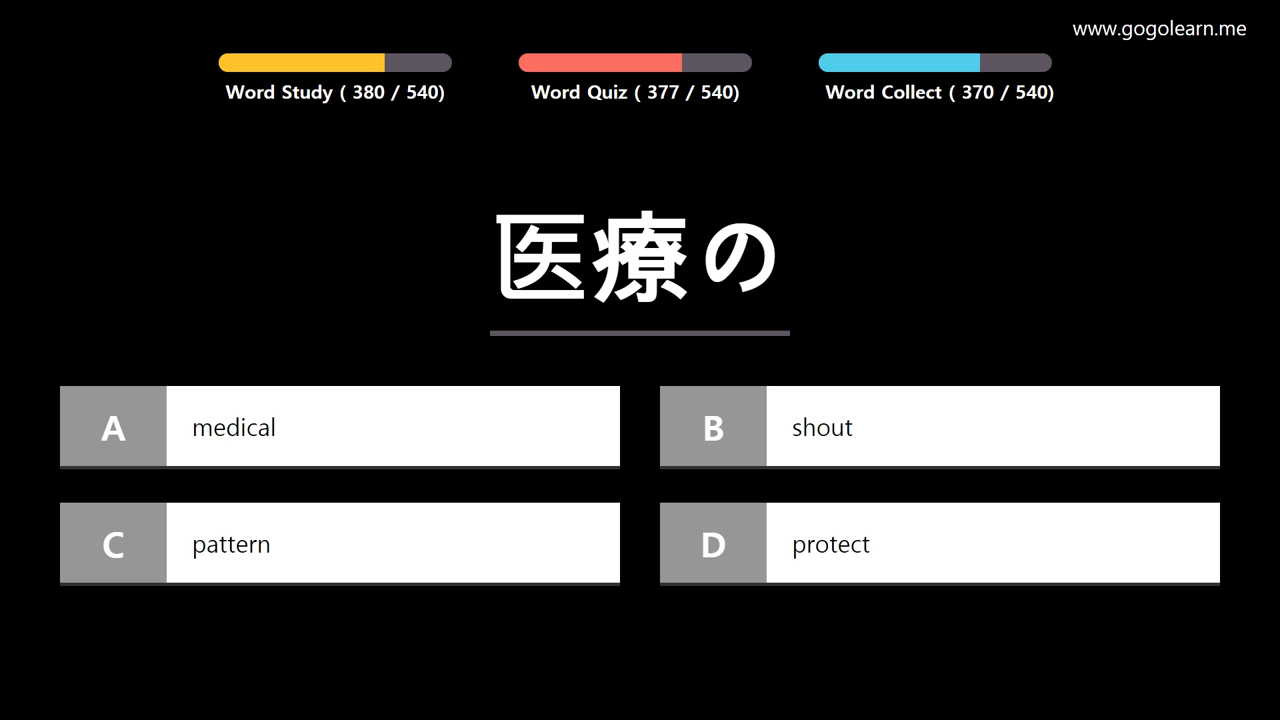 www.gogolearn.me
Word Study ( 380 / 540)
Word Quiz ( 377 / 540)
Word Collect ( 370 / 540)
医療の
A medical
B shout
C pattern
D protect